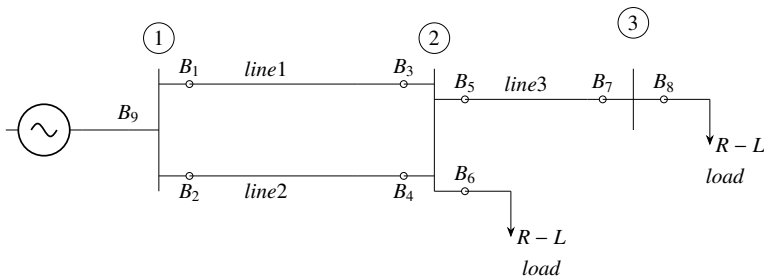 1
2
3
B₁
line1
B₃
B₅
line3
B₇
B₈
B₉
R − L
load
B₂
line2
B₄
B₆
R − L
load